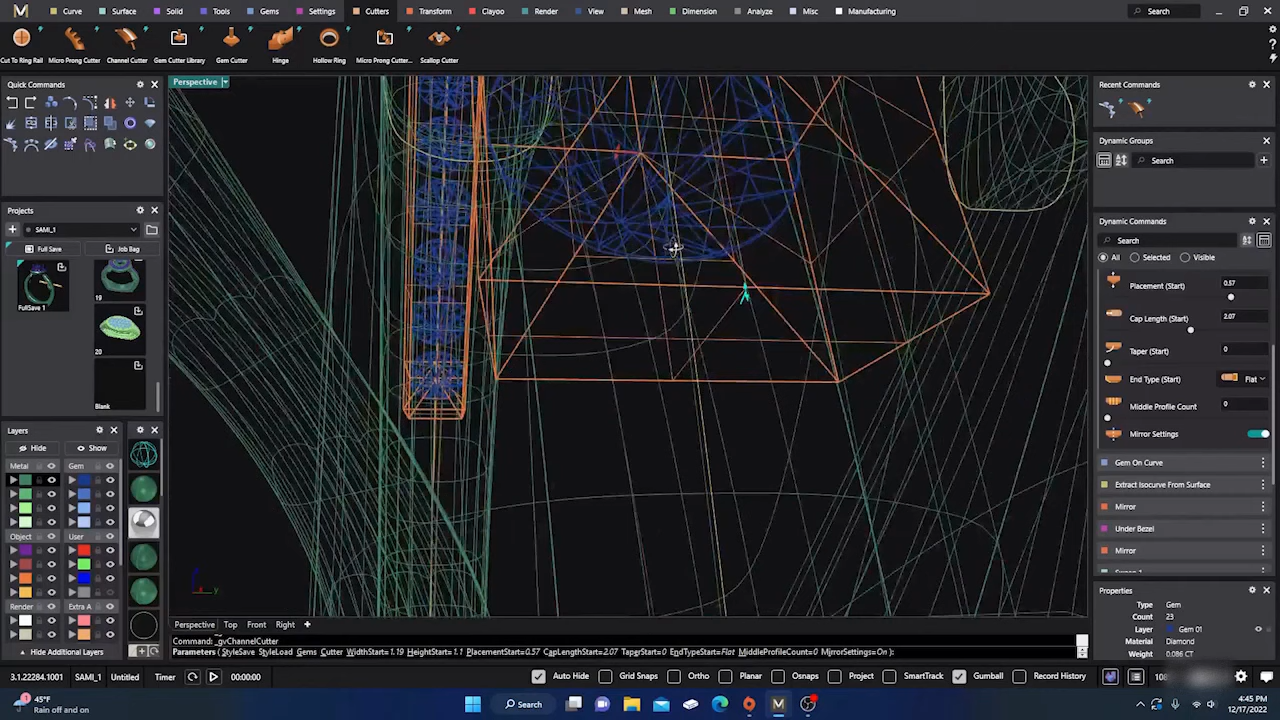 Curve Surface Solid Tools Gems Settings Cutters Transform Clayoo Render View Mesh Dimension Analyze Misc Manufacturing Search
Cut To Ring Rail Micro Prong Cutter Channel Cutter Gem Cutter Library Gem Cutter Hinge Hollow Ring Micro Prong Cutter... Scallop Cutter
Quick Commands
Perspective
Recent Commands
Dynamic Groups
Search
Projects
SAMI_1
Full Save Job Bag
FullSave 1
19
20
Blank
Dynamic Commands
Search
All Selected Visible
Placement (Start) 0.57
Cap Length (Start) 2.07
Taper (Start) 0
End Type (Start) Flat
Middle Profile Count 0
Mirror Settings
Gem On Curve
Extract Isocurve From Surface
Mirror
Under Bezel
Mirror
Layers
Hide Show
Metal Gem
Object User
Render Extra A
Hide Additional Layers
y
Perspective Top Front Right
Command: _gvChannelCutter
Parameters ( StyleSave StyleLoad Gems Cutter WidthStart=1.19 HeightStart=1.1 PlacementStart=0.57 CapLengthStart=2.07 TaperStart=0 EndTypeStart=Flat MiddleProfileCount=0 MirrorSettings=On ):
Properties
Type Gem
Count 23
Layer Gem 01
Material Diamond
Weight 0.086 CT
3.1.22284.1001 SAMI_1 Untitled Timer 00:00:00 Auto Hide Grid Snaps Ortho Planar Osnaps Project SmartTrack Gumball Record History
45°F
Rain off and on
Search
4:45 PM
12/17/2022